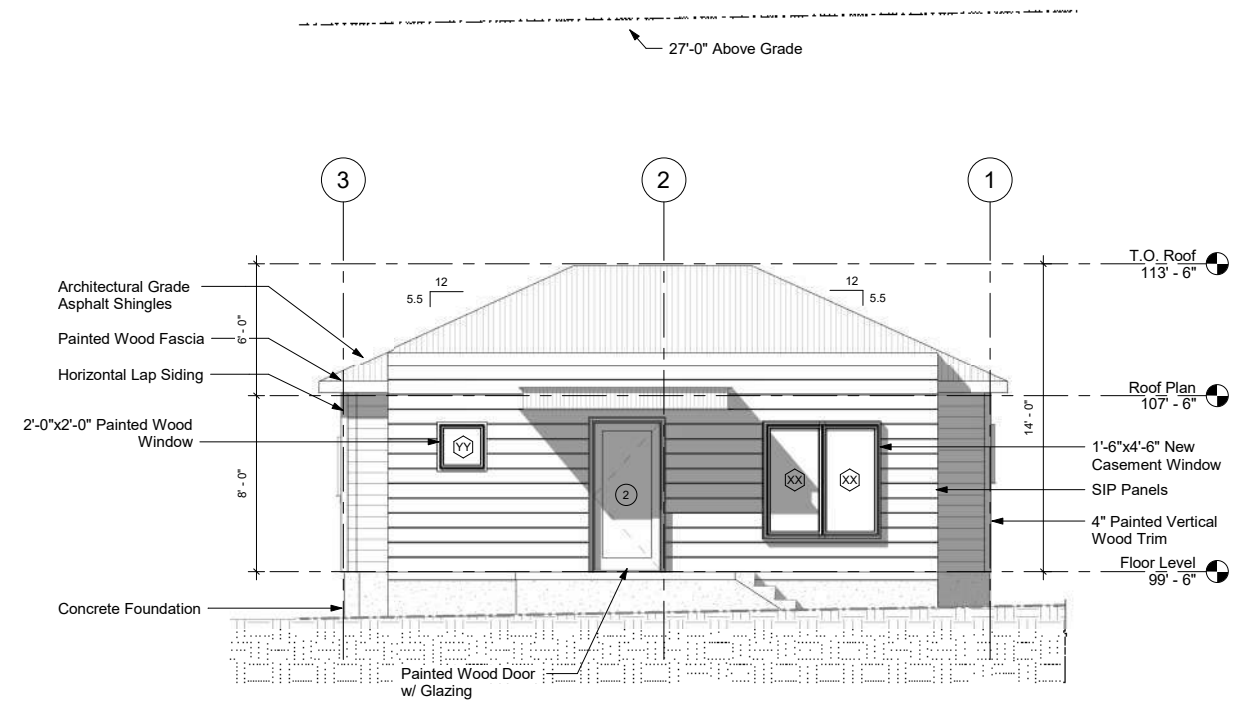 27'-0" Above Grade
3
2
1
T.O. Roof
113' - 6"
12
5.5
12
5.5
Architectural Grade
Asphalt Shingles
6' - 0"
Painted Wood Fascia
Horizontal Lap Siding
Roof Plan
107' - 6"
14' - 0"
2'-0"x2'-0" Painted Wood
Window
YY
1'-6"x4'-6" New
Casement Window
XX
XX
8' - 0"
2
SIP Panels
4" Painted Vertical
Wood Trim
Floor Level
99' - 6"
Concrete Foundation
Painted Wood Door
w/ Glazing